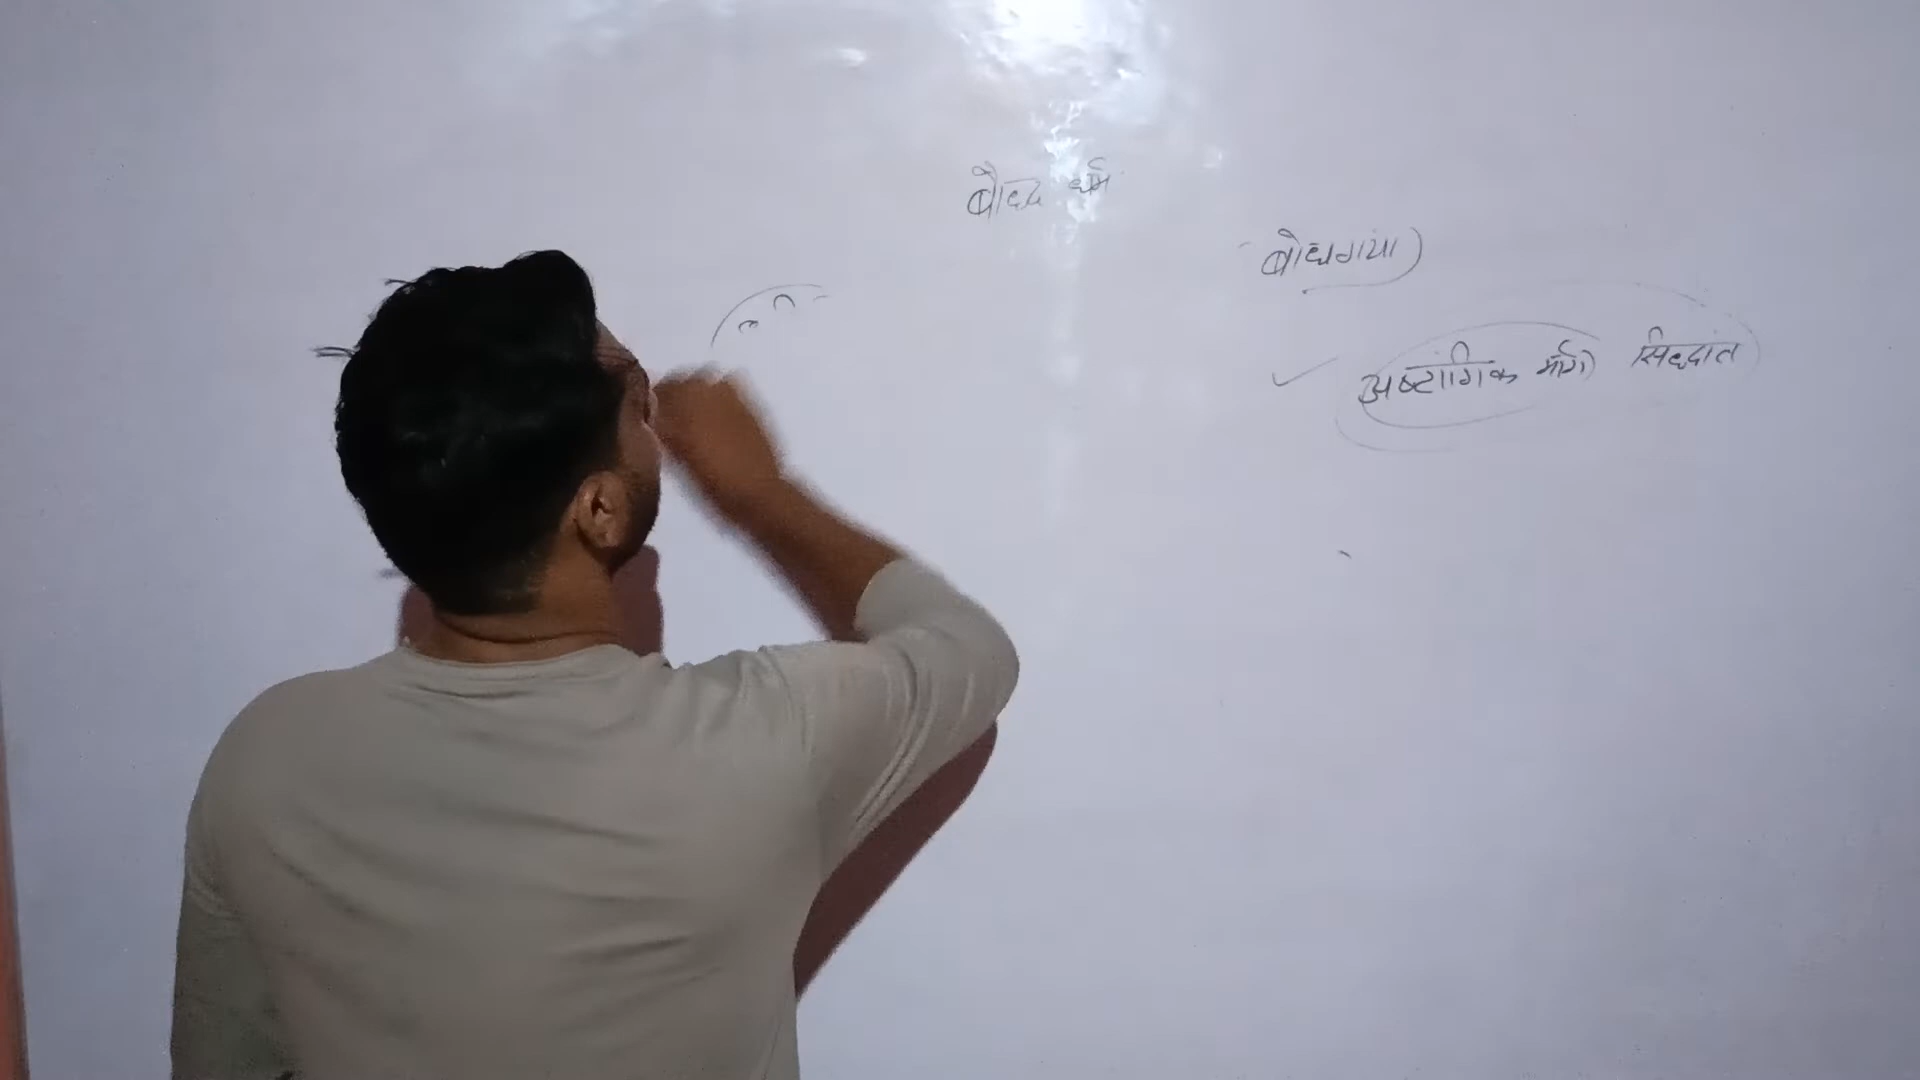 बौध्द धर्म
बोधगया
अष्टांगिक मार्ग सिध्दांत